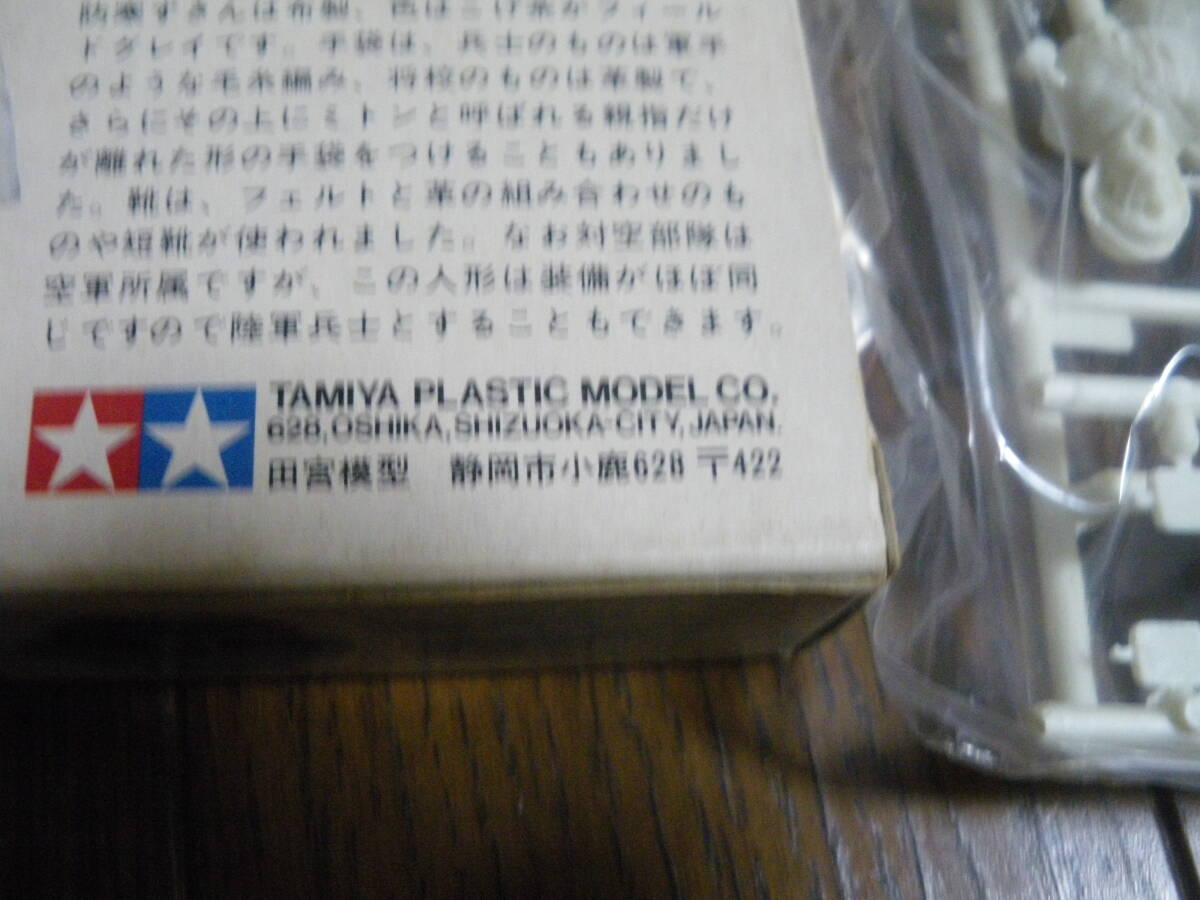 防寒ずきんは布製、色はこげ茶かフィール
ドグレイです。手袋は、兵士のものは軍手
のような毛糸編み、将校のものは革製で、
さらにその上にミトンと呼ばれる親指だけ
が離れた形の手袋をつけることもありまし
た。靴は、フェルトと革の組み合わせのも
のや短靴が使われました。なお対空部隊は
空軍所属ですが、この人形は装備がほぼ同
じですので陸軍兵士とすることもできます。
TAMIYA PLASTIC MODEL CO.
628, OSHIKA, SHIZUOKA-CITY, JAPAN.
田宮模型 静岡市小鹿628 〒422